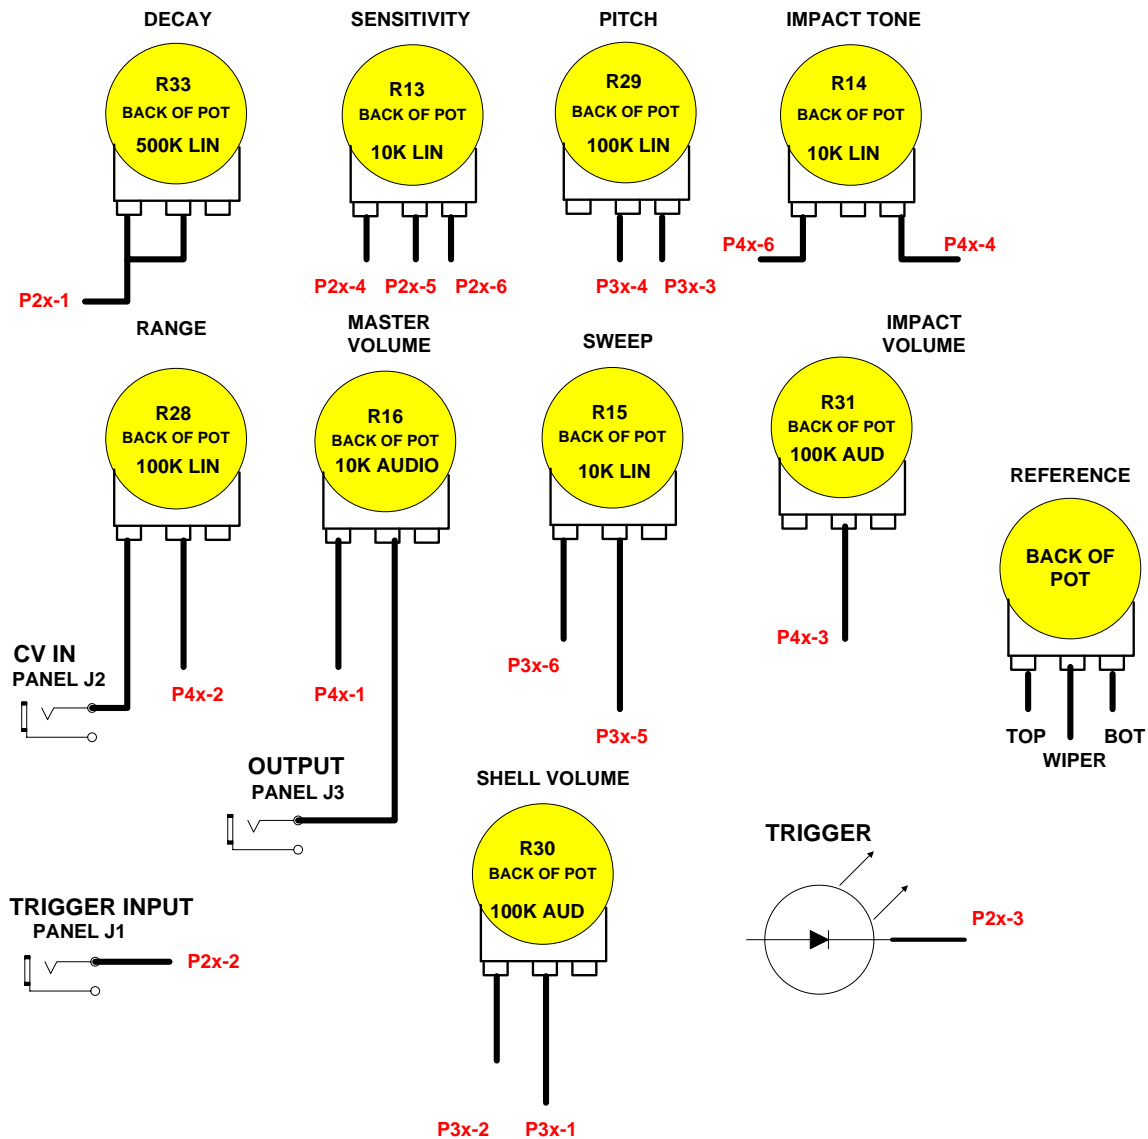 DECAY
R33
BACK OF POT
500K LIN
P2x-1
SENSITIVITY
R13
BACK OF POT
10K LIN
P2x-4 P2x-5 P2x-6
PITCH
R29
BACK OF POT
100K LIN
P3x-4 P3x-3
IMPACT TONE
R14
BACK OF POT
10K LIN
P4x-6
P4x-4
RANGE
R28
BACK OF POT
100K LIN
CV IN
PANEL J2
P4x-2
MASTER
VOLUME
R16
BACK OF POT
10K AUDIO
P4x-1
OUTPUT
PANEL J3
SWEEP
R15
BACK OF POT
10K LIN
P3x-6
P3x-5
IMPACT
VOLUME
R31
BACK OF POT
100K AUD
P4x-3
REFERENCE
BACK OF
POT
TOP
BOT
WIPER
SHELL VOLUME
R30
BACK OF POT
100K AUD
P3x-2 P3x-1
TRIGGER
P2x-3
TRIGGER INPUT
PANEL J1
P2x-2